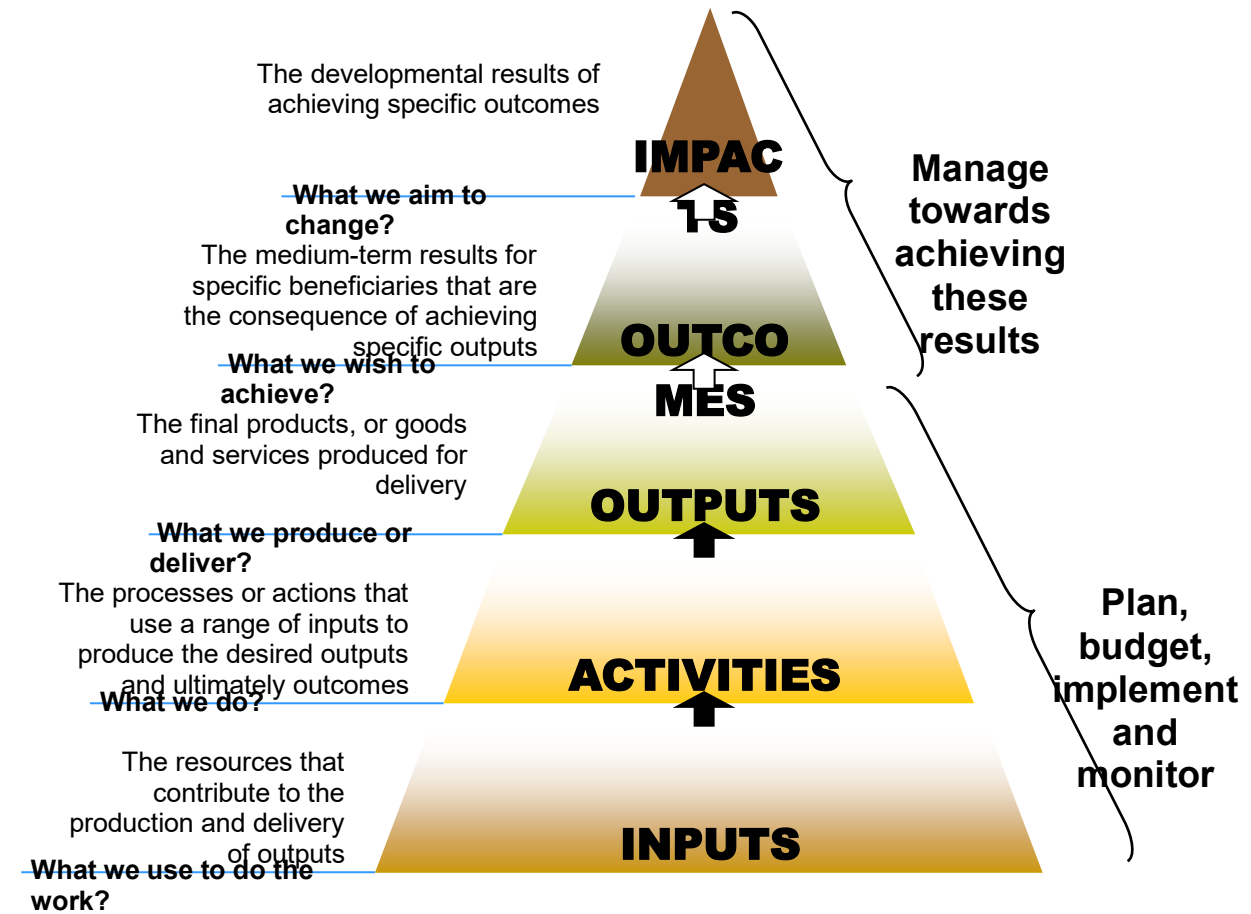 The developmental results of
achieving specific outcomes
IMPAC
TS
What we aim to
change?
The medium-term results for
specific beneficiaries that are
the consequence of achieving
specific outputs
OUTCO
MES
What we wish to
achieve?
The final products, or goods
and services produced for
delivery
OUTPUTS
What we produce or
deliver?
The processes or actions that
use a range of inputs to
produce the desired outputs
and ultimately outcomes
ACTIVITIES
What we do?
The resources that
contribute to the
production and delivery
of outputs
INPUTS
What we use to do the
work?
Manage
towards
achieving
these
results
Plan,
budget,
implement
and
monitor